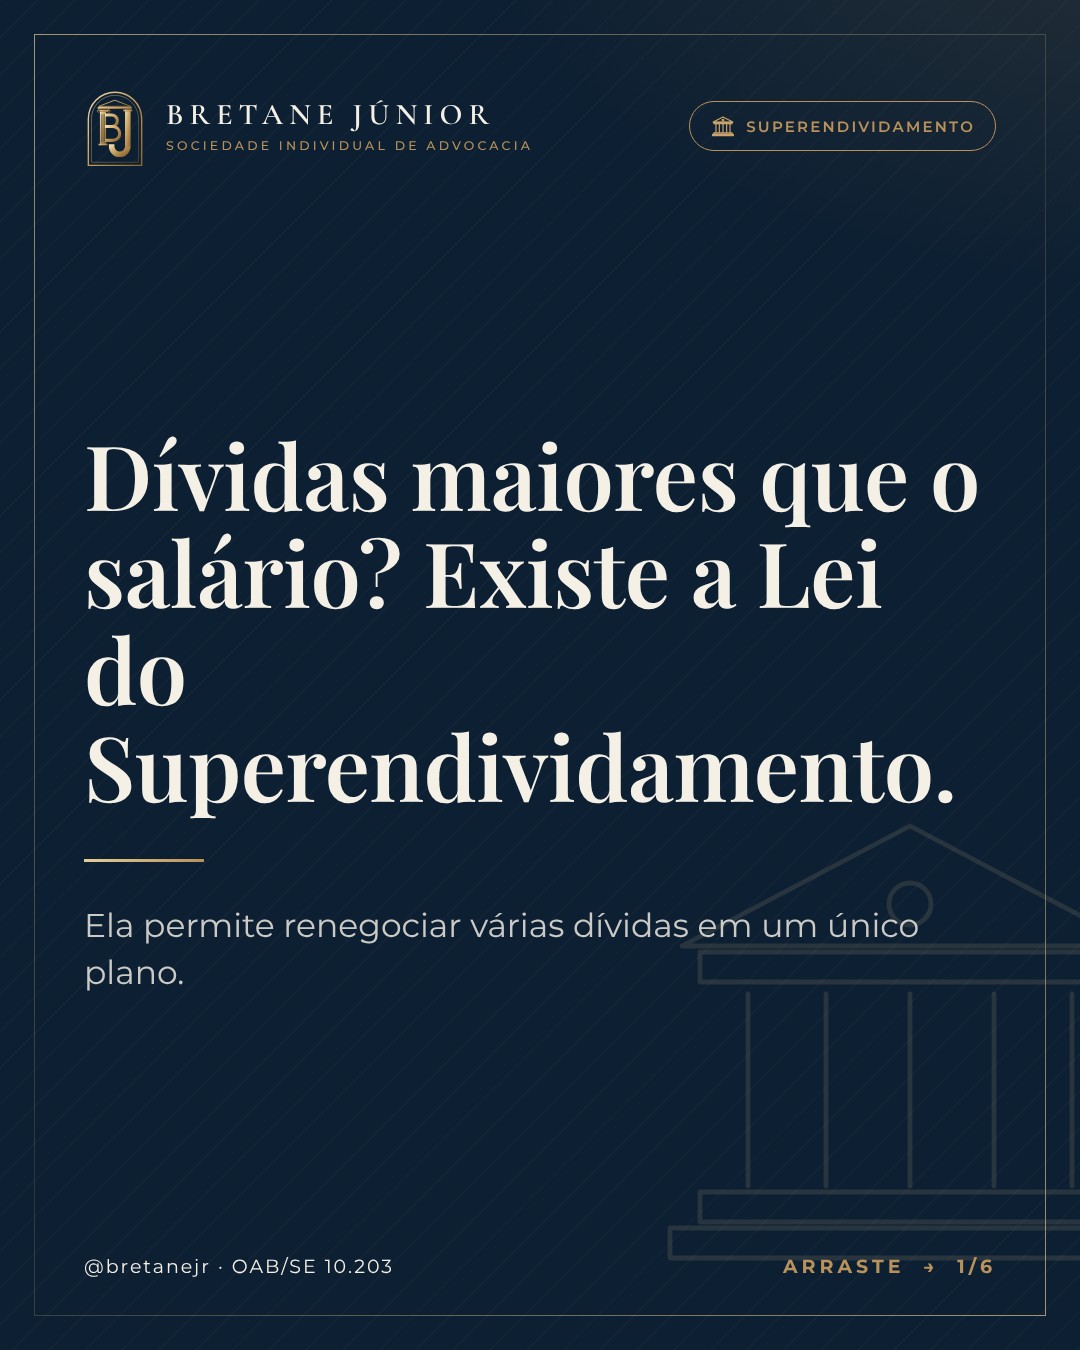 BJ
BRETANE JÚNIOR
SOCIEDADE INDIVIDUAL DE ADVOCACIA
SUPERENDIVIDAMENTO
Dívidas maiores que o
salário? Existe a Lei
do
Superendividamento.
Ela permite renegociar várias dívidas em um único
plano.
@bretanejr · OAB/SE 10.203
ARRASTE → 1/6